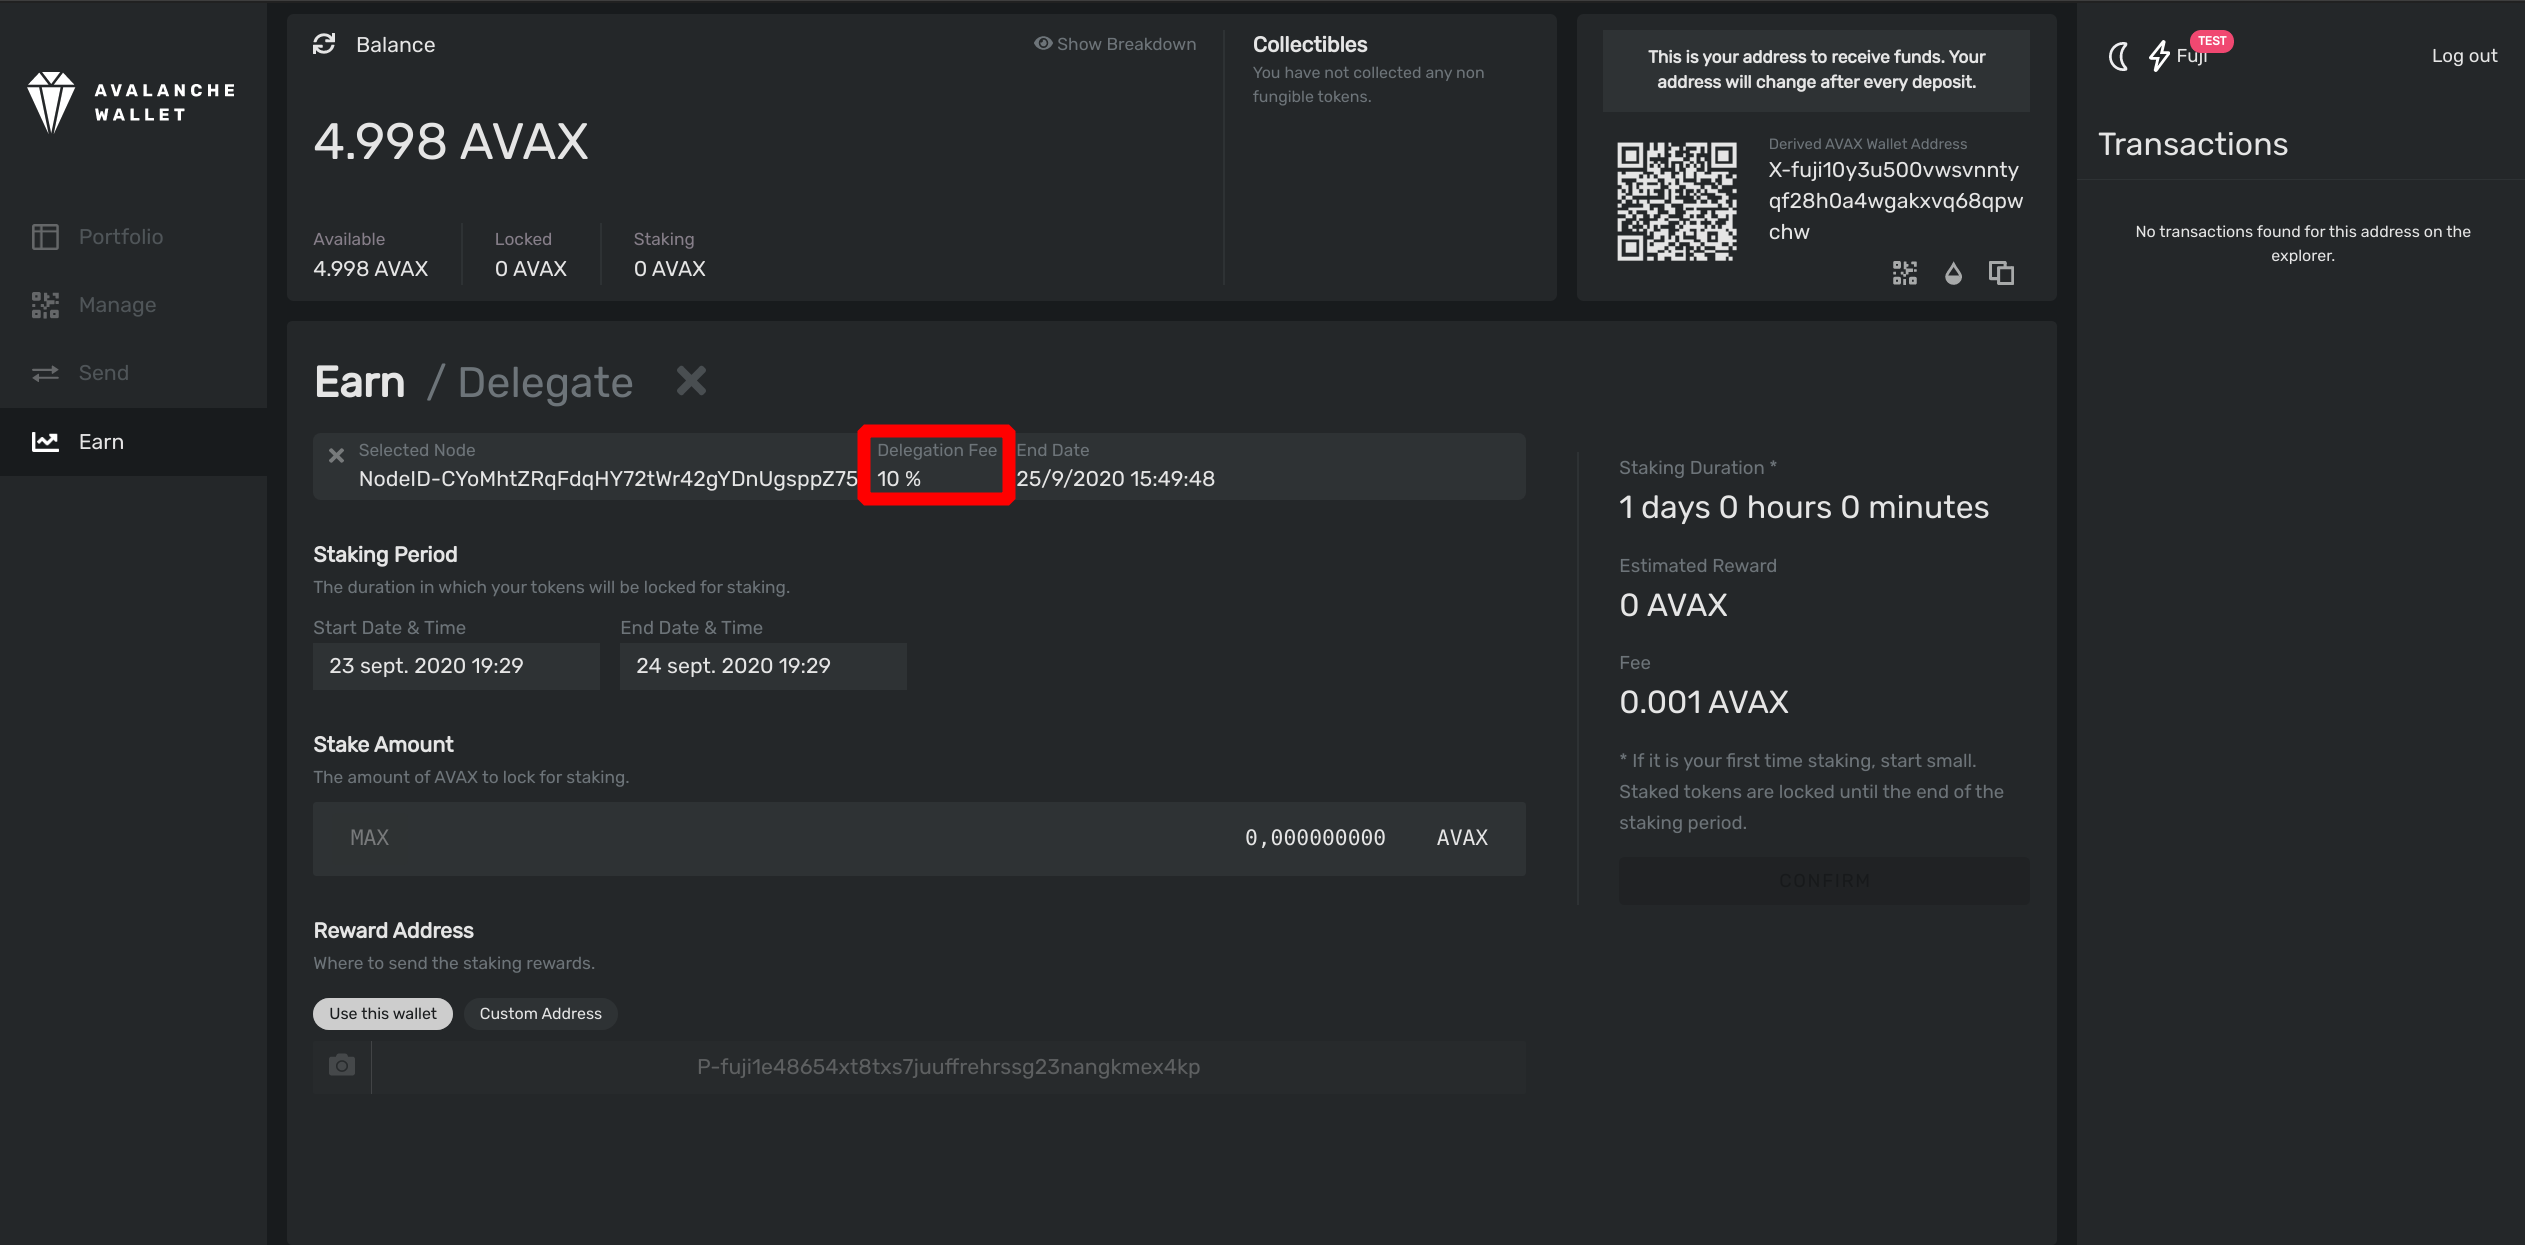 AVALANCHE
WALLET
Portfolio
Manage
Send
Earn
Balance
Show Breakdown
4.998 AVAX
Available
4.998 AVAX
Locked
0 AVAX
Staking
0 AVAX
Collectibles
You have not collected any non
fungible tokens.
This is your address to receive funds. Your
address will change after every deposit.
Derived AVAX Wallet Address
X-fuji10y3u500vwsvnnty
qf28h0a4wgakxvq68qpw
chw
Fuji
TEST
Log out
Transactions
No transactions found for this address on the
explorer.
Earn / Delegate
Selected Node
NodeID-CYoMhtZRqFdqHY72tWr42gYDnUgsppZ75
Delegation Fee
10 %
End Date
25/9/2020 15:49:48
Staking Period
The duration in which your tokens will be locked for staking.
Start Date & Time
23 sept. 2020 19:29
End Date & Time
24 sept. 2020 19:29
Stake Amount
The amount of AVAX to lock for staking.
MAX 0,000000000 AVAX
Reward Address
Where to send the staking rewards.
Use this wallet
Custom Address
P-fuji1e48654xt8txs7juuffrehrssg23nangkmex4kp
Staking Duration *
1 days 0 hours 0 minutes
Estimated Reward
0 AVAX
Fee
0.001 AVAX
* If it is your first time staking, start small.
Staked tokens are locked until the end of the
staking period.
CONFIRM